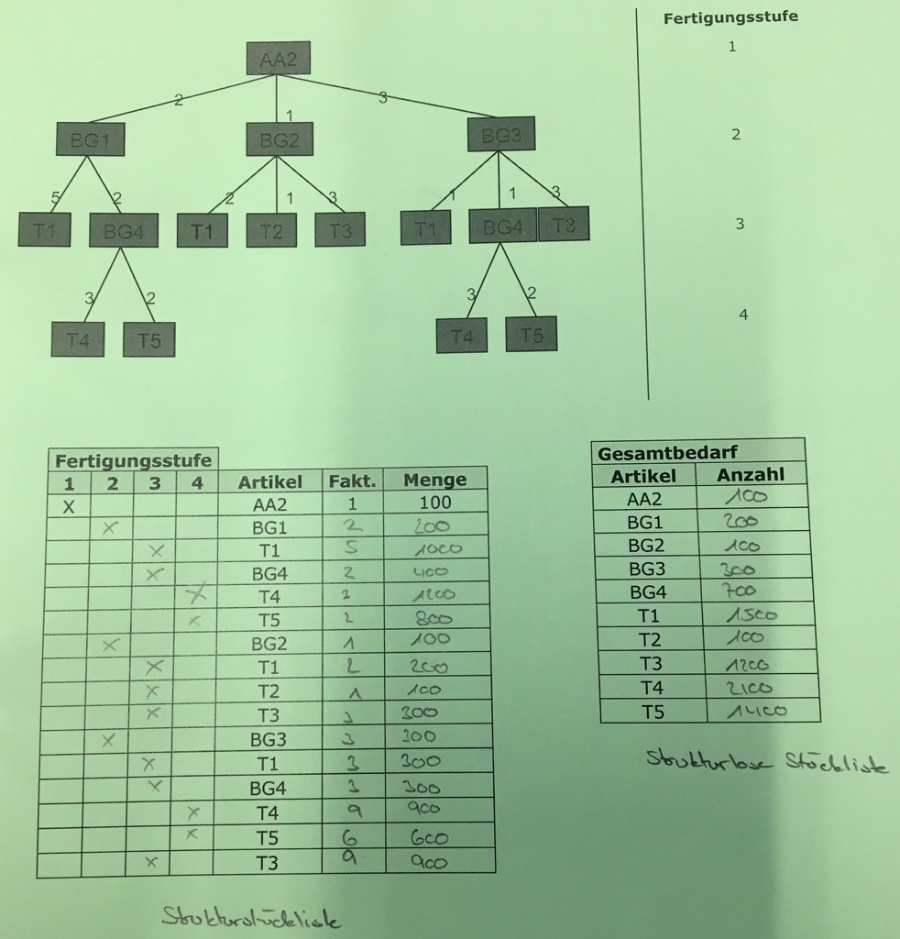 Fertigungsstufe
1
AA2
2 1 3
BG1 BG2 BG3 2
5 2 2 1 3 1 1 3
T1 BG4 T1 T2 T3 T1 BG4 T3 3
3 2 3 2
T4 T5 T4 T5 4
Fertigungsstufe
1 2 3 4 Artikel Fakt. Menge
X AA2 1 100
x BG1 2 200
x T1 5 1000
x BG4 2 400
x T4 3 1200
x T5 2 800
x BG2 1 100
x T1 2 200
x T2 1 100
x T3 3 300
x BG3 3 300
x T1 3 300
x BG4 3 300
x T4 9 900
x T5 6 600
x T3 9 900
Strukturstückliste
Gesamtbedarf
Artikel Anzahl
AA2 100
BG1 200
BG2 100
BG3 300
BG4 700
T1 1500
T2 100
T3 1200
T4 2100
T5 1400
Strukturlose Stückliste